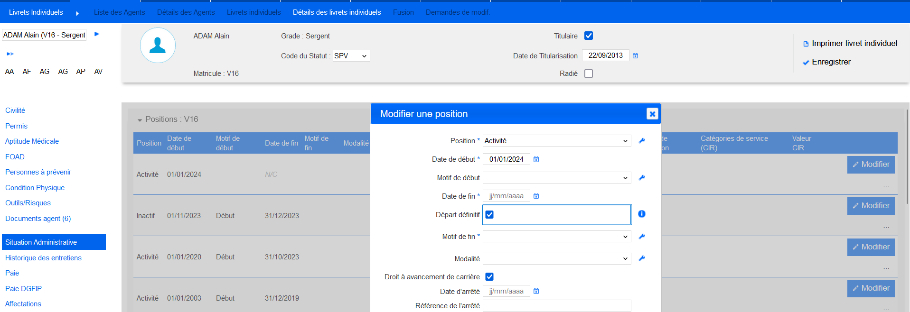 Livrets Individuels Liste des Agents Détails des Agents Livrets individuels Détails des livrets individuels Fusion Demandes de modif
ADAM Alain (V16 - Sergent
AA AF AG AG AP AV
ADAM Alain Grade : Sergent Titulaire
Code du Statut : SPV Date de Titularisation 22/09/2013
Matricule : V16 Radié
Imprimer livret individuel
Enregistrer
Civilité
Permis
Aptitude Médicale
FOAD
Personnes à prévenir
Condition Physique
Outils/Risques
Documents agent (6)
Situation Administrative
Historique des entretiens
Paie
Paie DGFIP
Affectations
Positions : V16
Position Date de début Motif de début Date de fin Motif de fin Modalité Catégories de service (CIR) Valeur CIR
Activité 01/01/2024 Modifier
...
Inactif 01/11/2023 Début 31/12/2023 Modifier
...
Activité 01/01/2020 Début 31/10/2023 Modifier
...
Activité 01/01/2003 Début 31/12/2019 Modifier
Modifier une position
Position * Activité
Date de début * 01/01/2024
Motif de début
Date de fin * jj/mm/aaaa
Départ définitif
Motif de fin *
Modalité
Droit à avancement de carrière
Date d'arrêté jj/mm/aaaa
Référence de l'arrêté